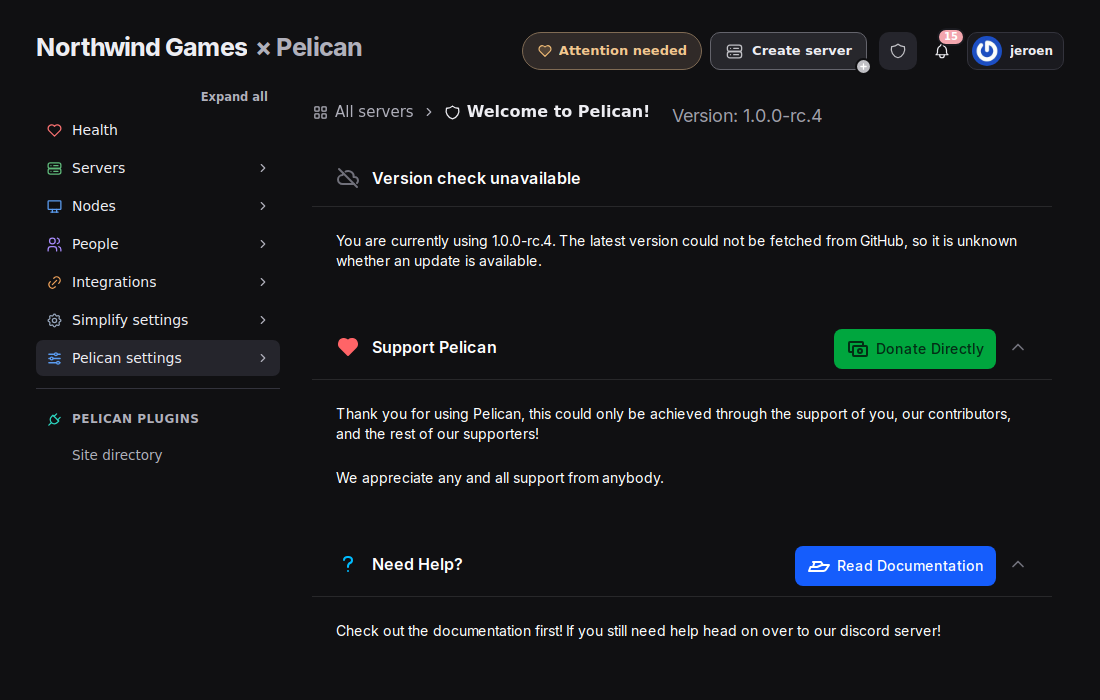 Northwind Games × Pelican
Attention needed
Create server
15
jeroen
Expand all
Health
Servers
Nodes
People
Integrations
Simplify settings
Pelican settings
PELICAN PLUGINS
Site directory
All servers › Welcome to Pelican! Version: 1.0.0-rc.4
Version check unavailable
You are currently using 1.0.0-rc.4. The latest version could not be fetched from GitHub, so it is unknown
whether an update is available.
Support Pelican
Donate Directly
Thank you for using Pelican, this could only be achieved through the support of you, our contributors,
and the rest of our supporters!
We appreciate any and all support from anybody.
Need Help?
Read Documentation
Check out the documentation first! If you still need help head on over to our discord server!